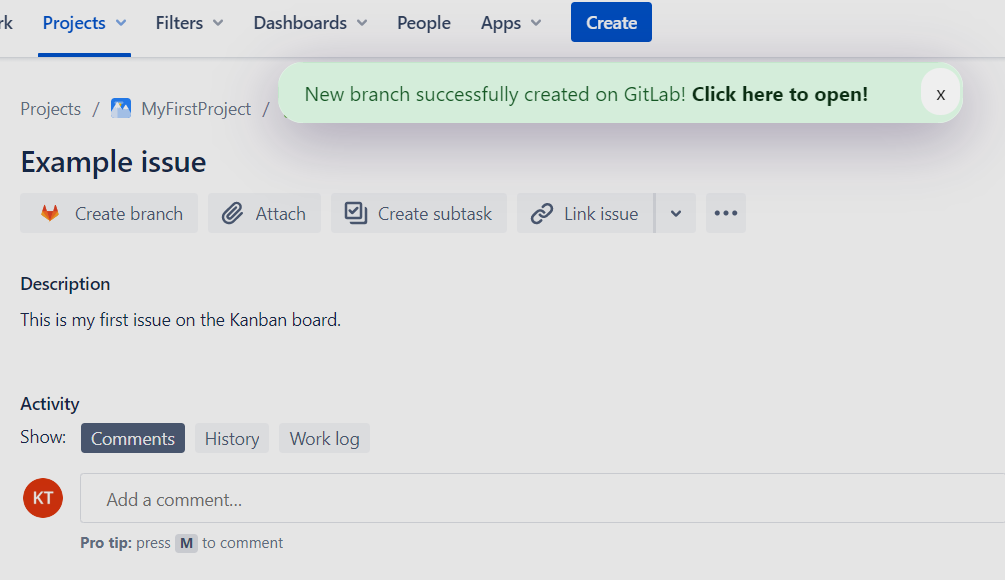 rk Projects Filters Dashboards People Apps Create
New branch successfully created on GitLab! Click here to open! x
Projects / MyFirstProject /
Example issue
Create branch Attach Create subtask Link issue
Description
This is my first issue on the Kanban board.
Activity
Show: Comments History Work log
KT Add a comment...
Pro tip: press M to comment